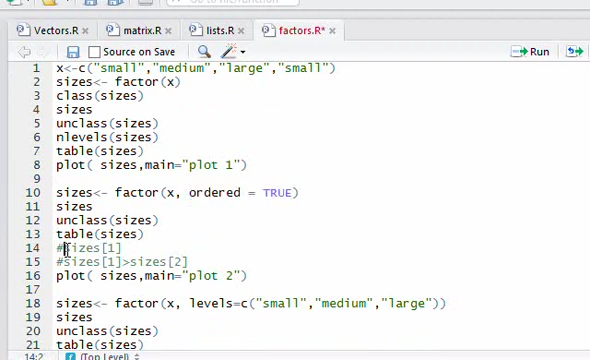 Go to file/function
Vectors.R
matrix.R
lists.R
factors.R*
Source on Save
Run
1 x<-c("small","medium","large","small")
2 sizes<- factor(x)
3 class(sizes)
4 sizes
5 unclass(sizes)
6 nlevels(sizes)
7 table(sizes)
8 plot( sizes,main="plot 1")
9
10 sizes<- factor(x, ordered = TRUE)
11 sizes
12 unclass(sizes)
13 table(sizes)
14 #sizes[1]
15 #sizes[1]>sizes[2]
16 plot( sizes,main="plot 2")
17
18 sizes<- factor(x, levels=c("small","medium","large"))
19 sizes
20 unclass(sizes)
21 table(sizes)
14:2 (Top Level)